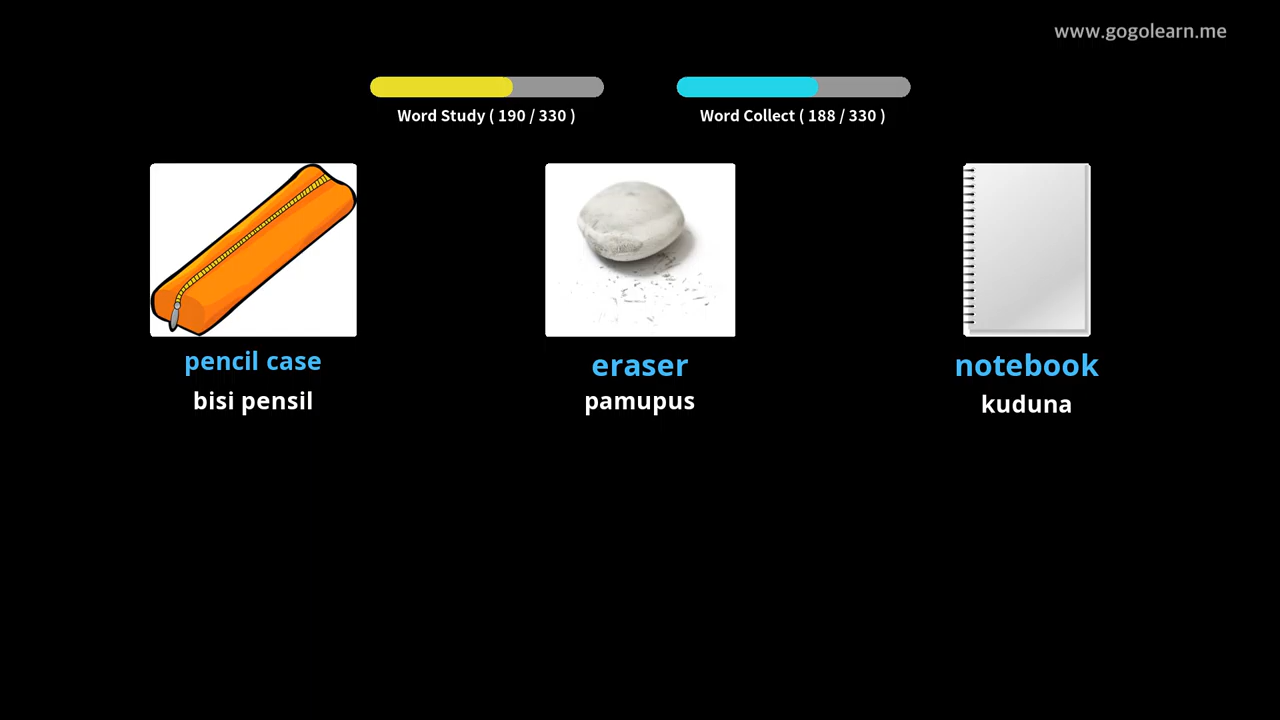 www.gogolearn.me
Word Study ( 190 / 330 )
Word Collect ( 188 / 330 )
pencil case
bisi pensil
eraser
pamupus
notebook
kuduna